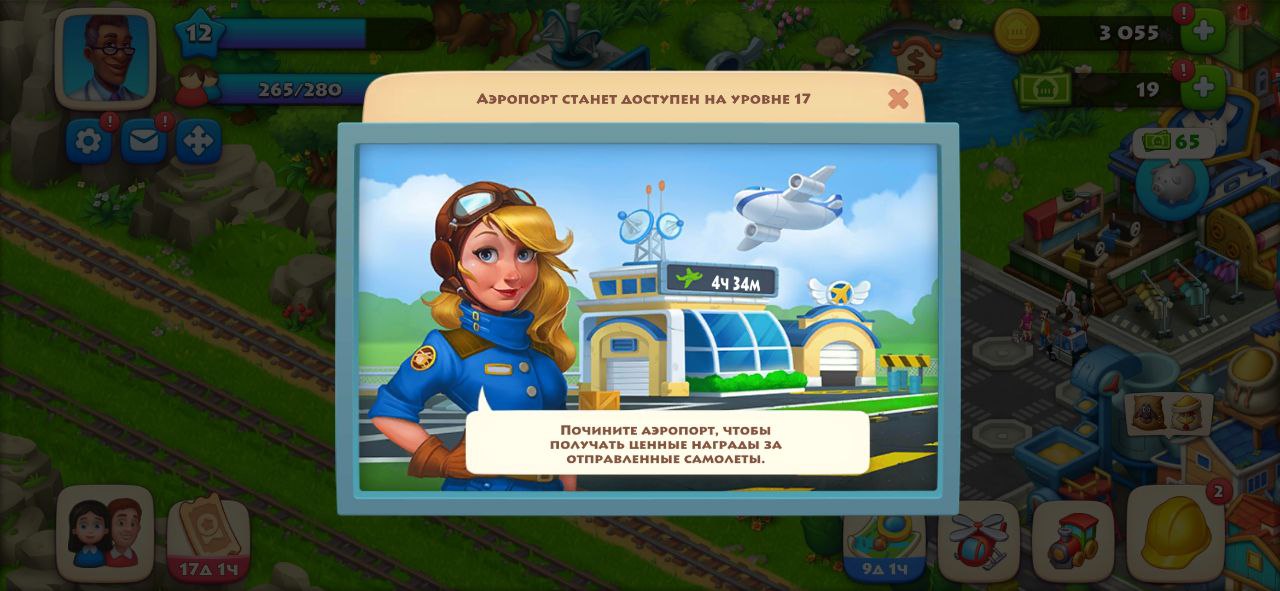 12
3 055
265/280
19
Аэропорт станет доступен на уровне 17
65
4ч 34м
Почините аэропорт, чтобы
получать ценные награды за
отправленные самолеты.
2
17д 1ч
9д 1ч